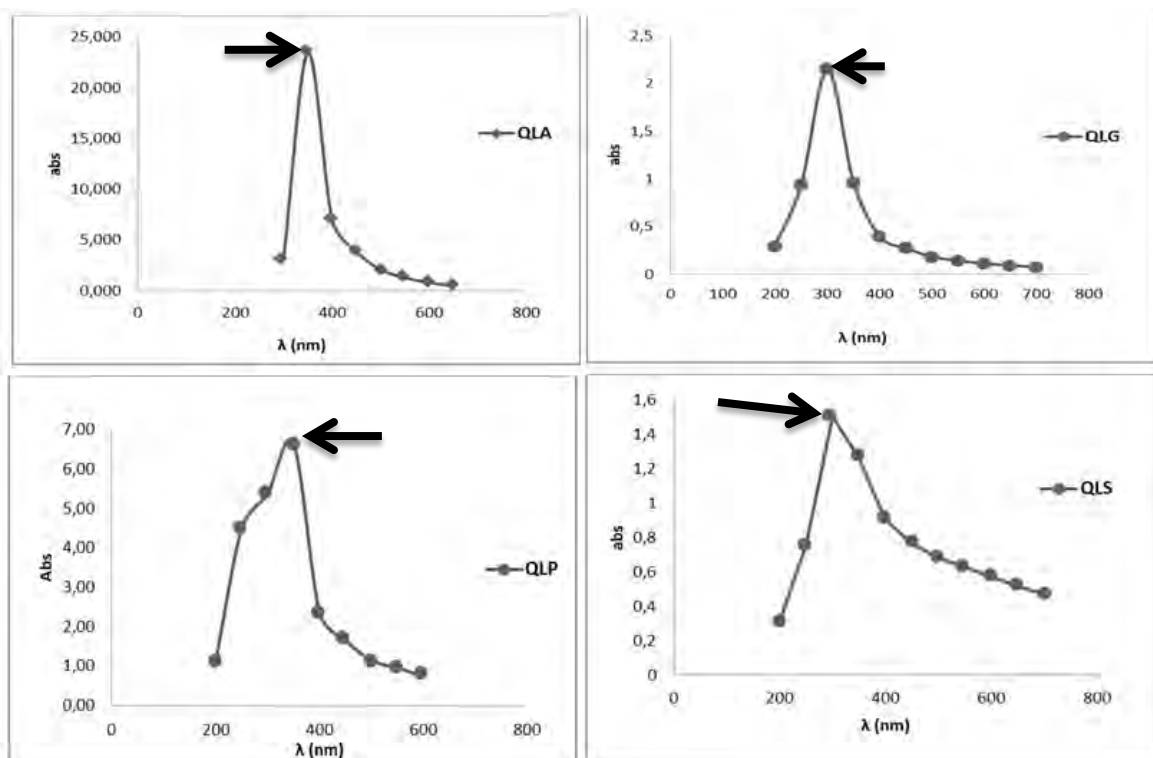 25,000
20,000
15,000
10,000
5,000
0,000
abs
0
200
400
600
800
λ (nm)
QLA
2,5
2
1,5
1
0,5
0
abs
0 100 200 300 400 500 600 700 800
λ (nm)
QLG
7,00
6,00
5,00
4,00
3,00
2,00
1,00
0,00
Abs
0 200 400 600 800
λ (nm)
QLP
1,6
1,4
1,2
1
0,8
0,6
0,4
0,2
0
abs
0 200 400 600 800
λ (nm)
QLS